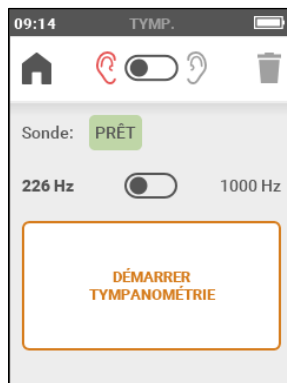 09:14 TYMP.
Sonde: PRÊT
226 Hz 1000 Hz
DÉMARRER
TYMPANOMÉTRIE